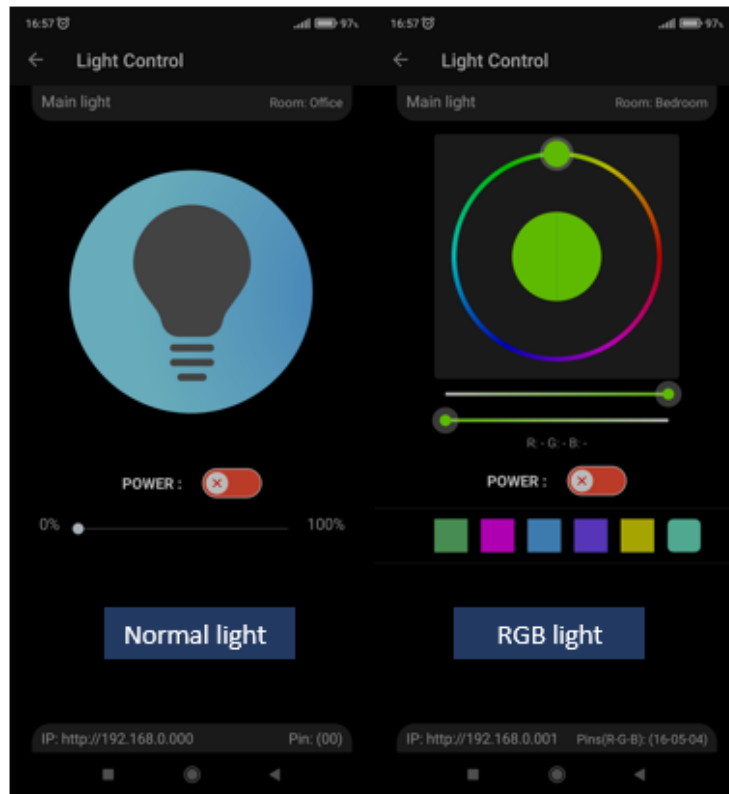 16:57 97%
Light Control
Main light Room: Office
POWER :
0% 100%
Normal light
IP: http://192.168.0.000 Pin: (00)
16:57 97%
Light Control
Main light Room: Bedroom
R: - G: - B: -
POWER :
RGB light
IP: http://192.168.0.001 Pins(R-G-B): (16-05-04)